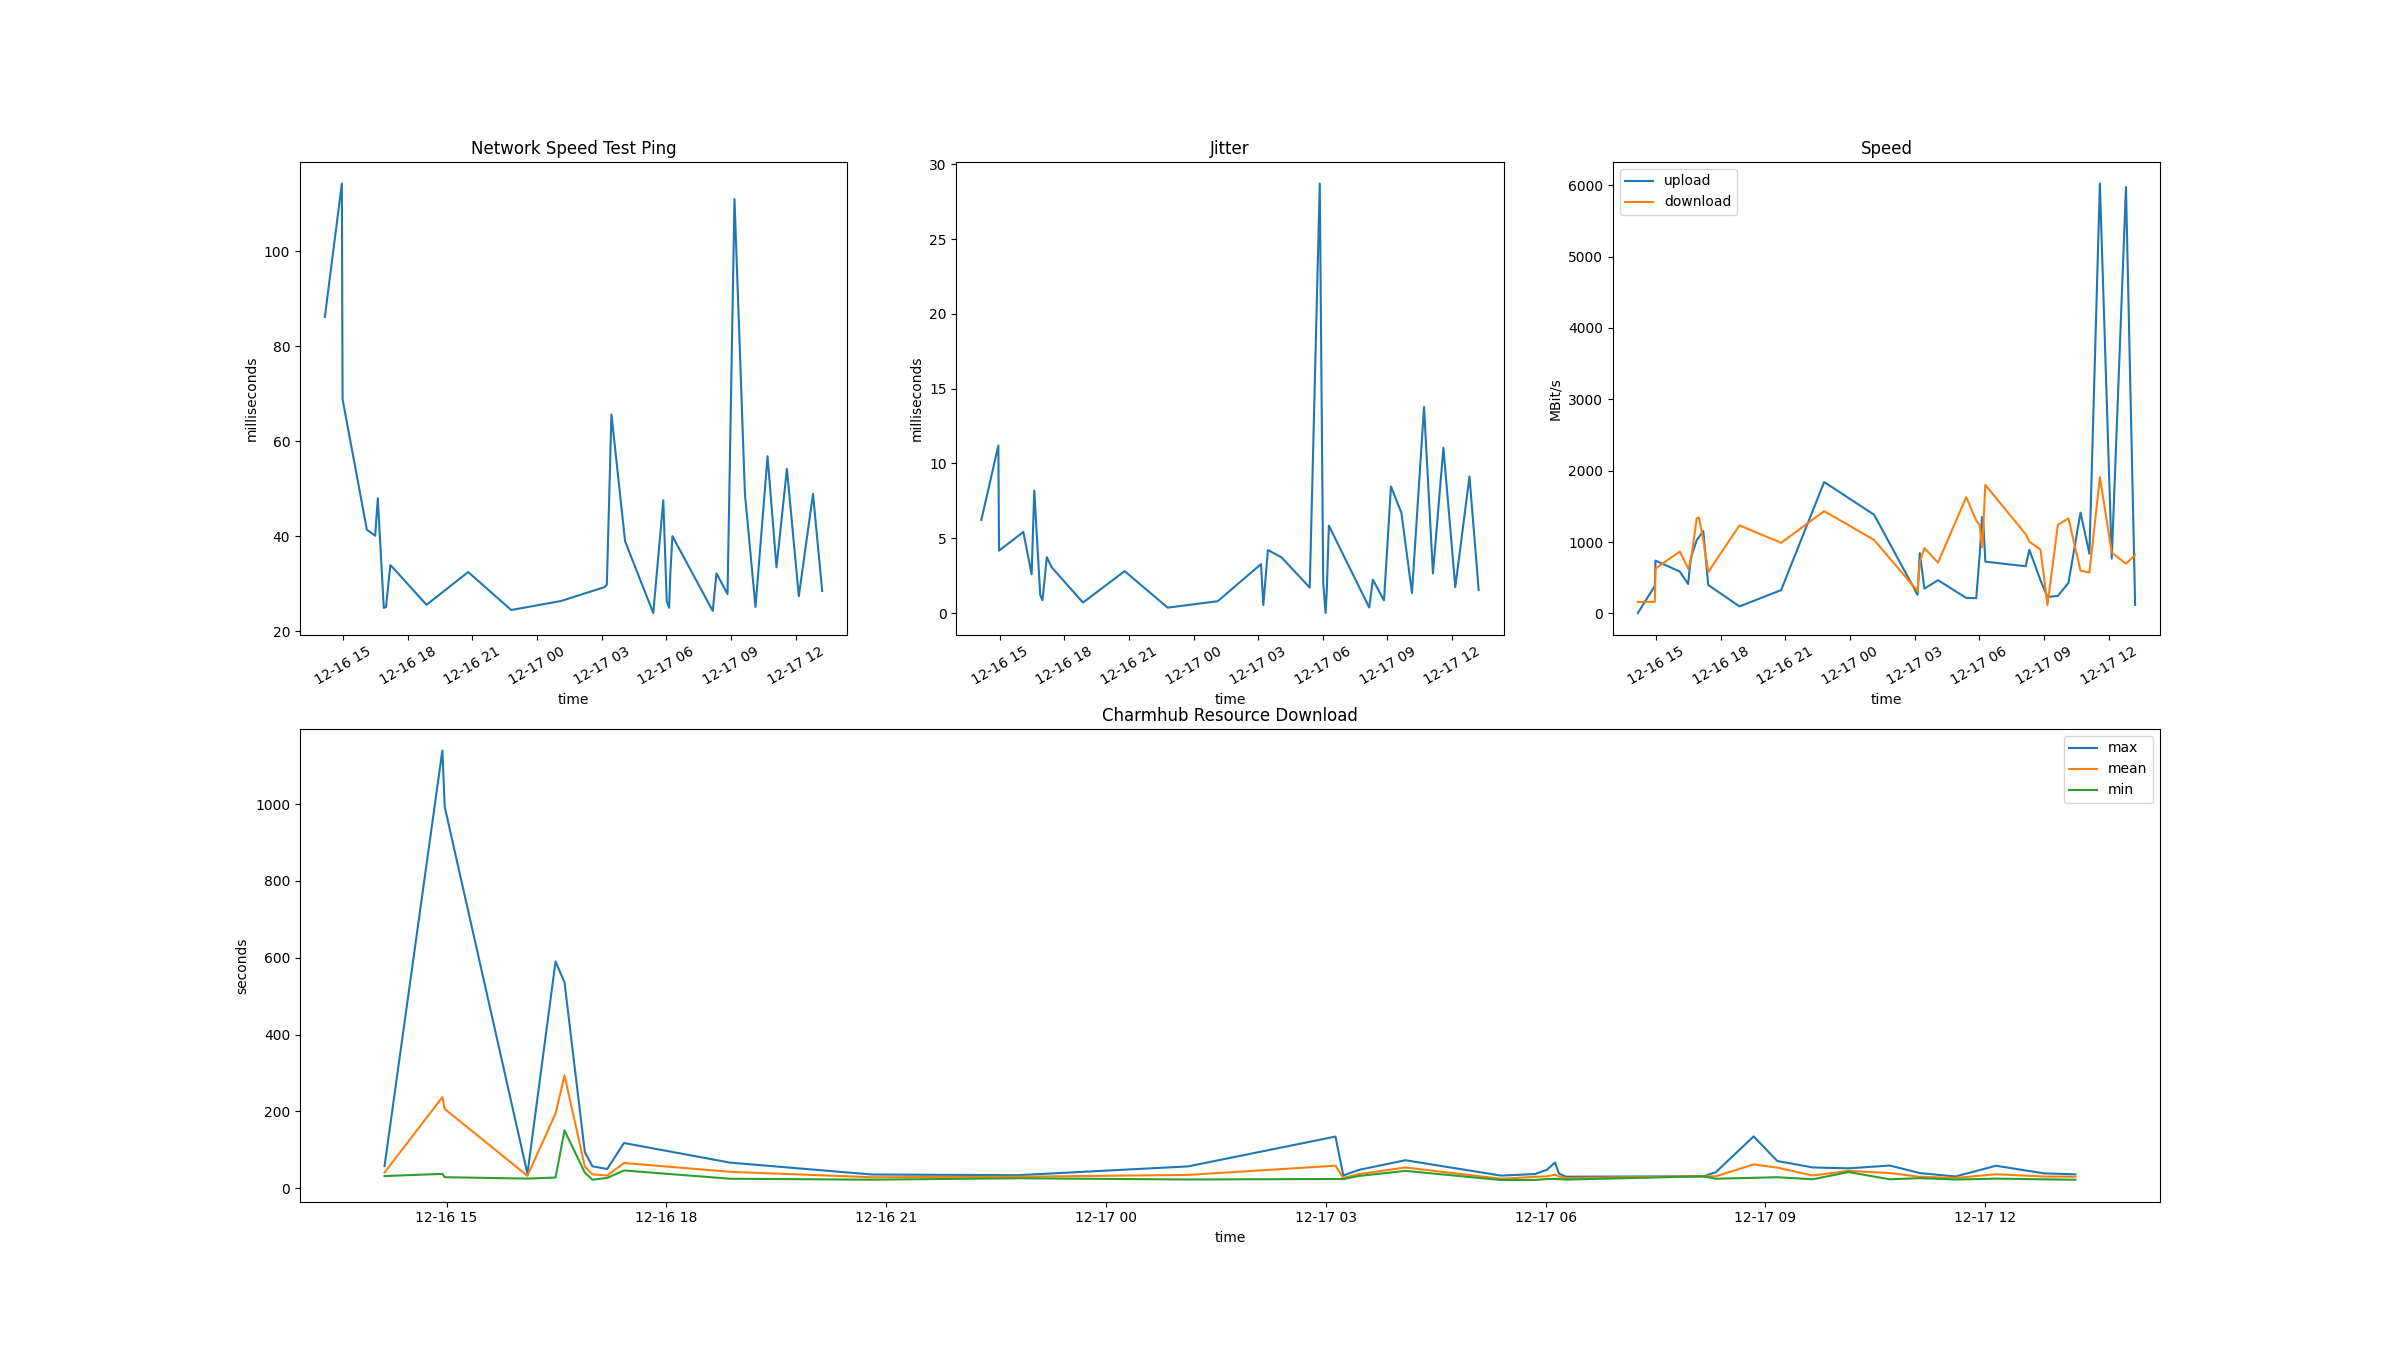 Network Speed Test Ping
milliseconds
100
80
60
40
20
12-16 15 12-16 18 12-16 21 12-17 00 12-17 03 12-17 06 12-17 09 12-17 12
time
Jitter
milliseconds
30
25
20
15
10
5
0
12-16 15 12-16 18 12-16 21 12-17 00 12-17 03 12-17 06 12-17 09 12-17 12
time
Speed
upload
download
MBit/s
6000
5000
4000
3000
2000
1000
0
12-16 15 12-16 18 12-16 21 12-17 00 12-17 03 12-17 06 12-17 09 12-17 12
time
Charmhub Resource Download
max
mean
min
seconds
1000
800
600
400
200
0
12-16 15 12-16 18 12-16 21 12-17 00 12-17 03 12-17 06 12-17 09 12-17 12
time